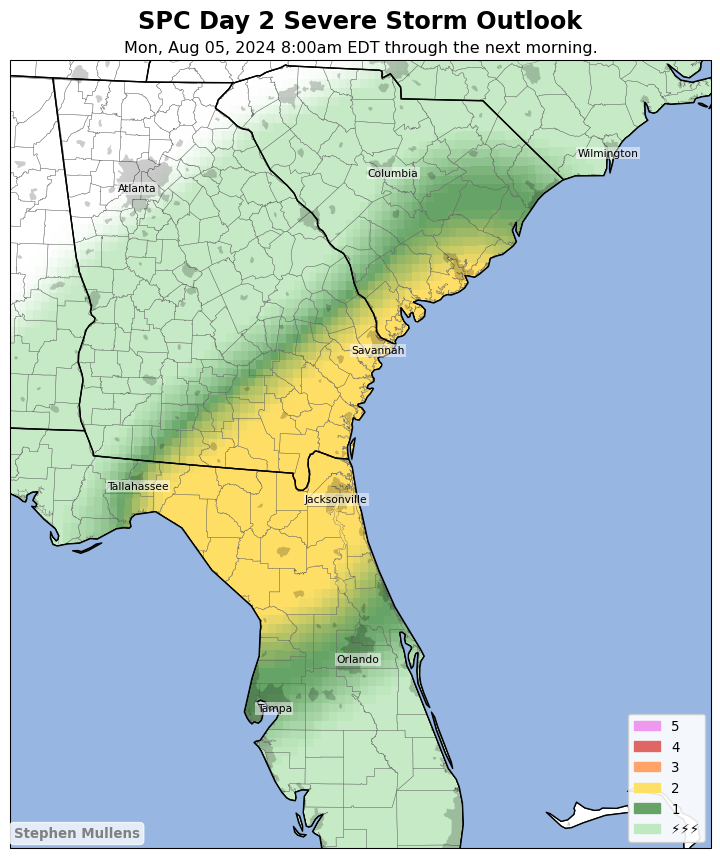 SPC Day 2 Severe Storm Outlook
Mon, Aug 05, 2024 8:00am EDT through the next morning.
Wilmington
Columbia
Atlanta
Savannah
Tallahassee
Jacksonville
Orlando
Tampa
5
4
3
2
1
⚡⚡⚡
Stephen Mullens